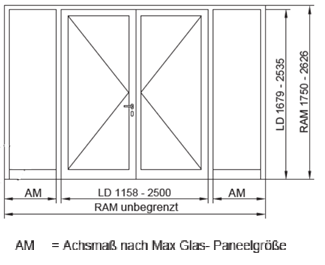 LD 1679 - 2535
RAM 1750 - 2626
AM
LD 1158 - 2500
AM
RAM unbegrenzt
AM = Achsmaß nach Max Glas- Paneelgröße